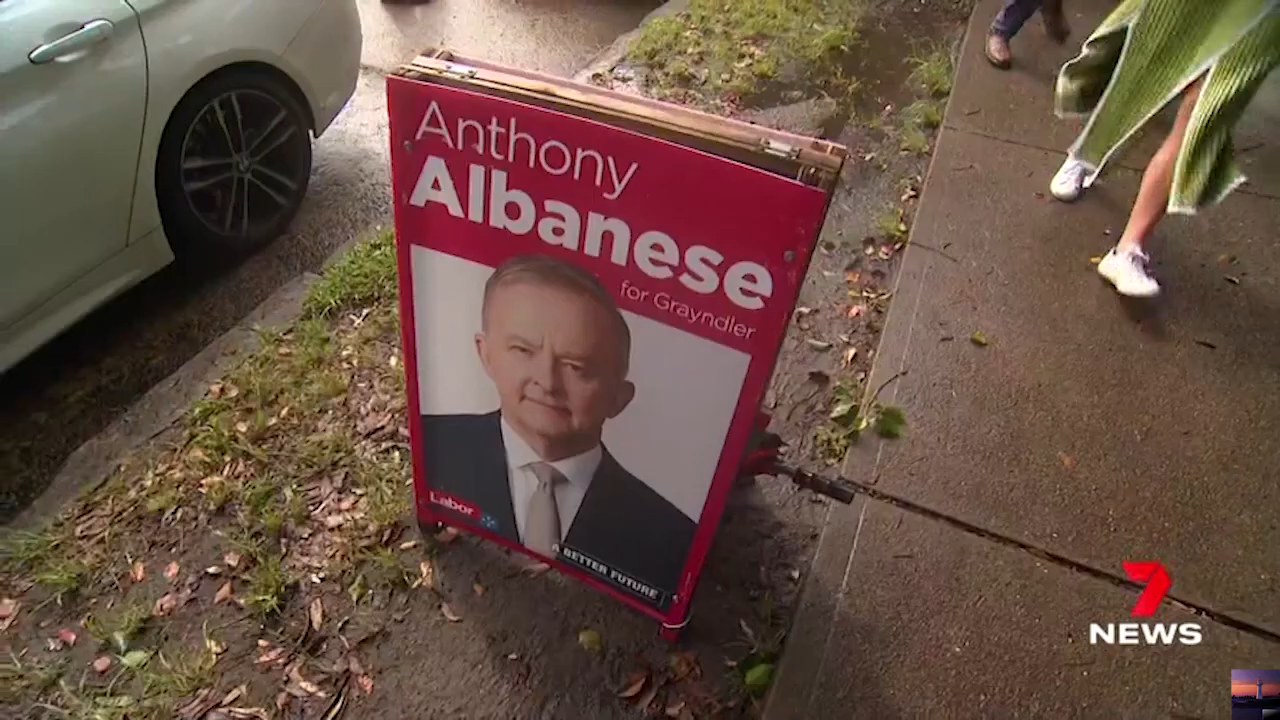 Anthony
Albanese
for Grayndler
Labor
A BETTER FUTURE
7
NEWS